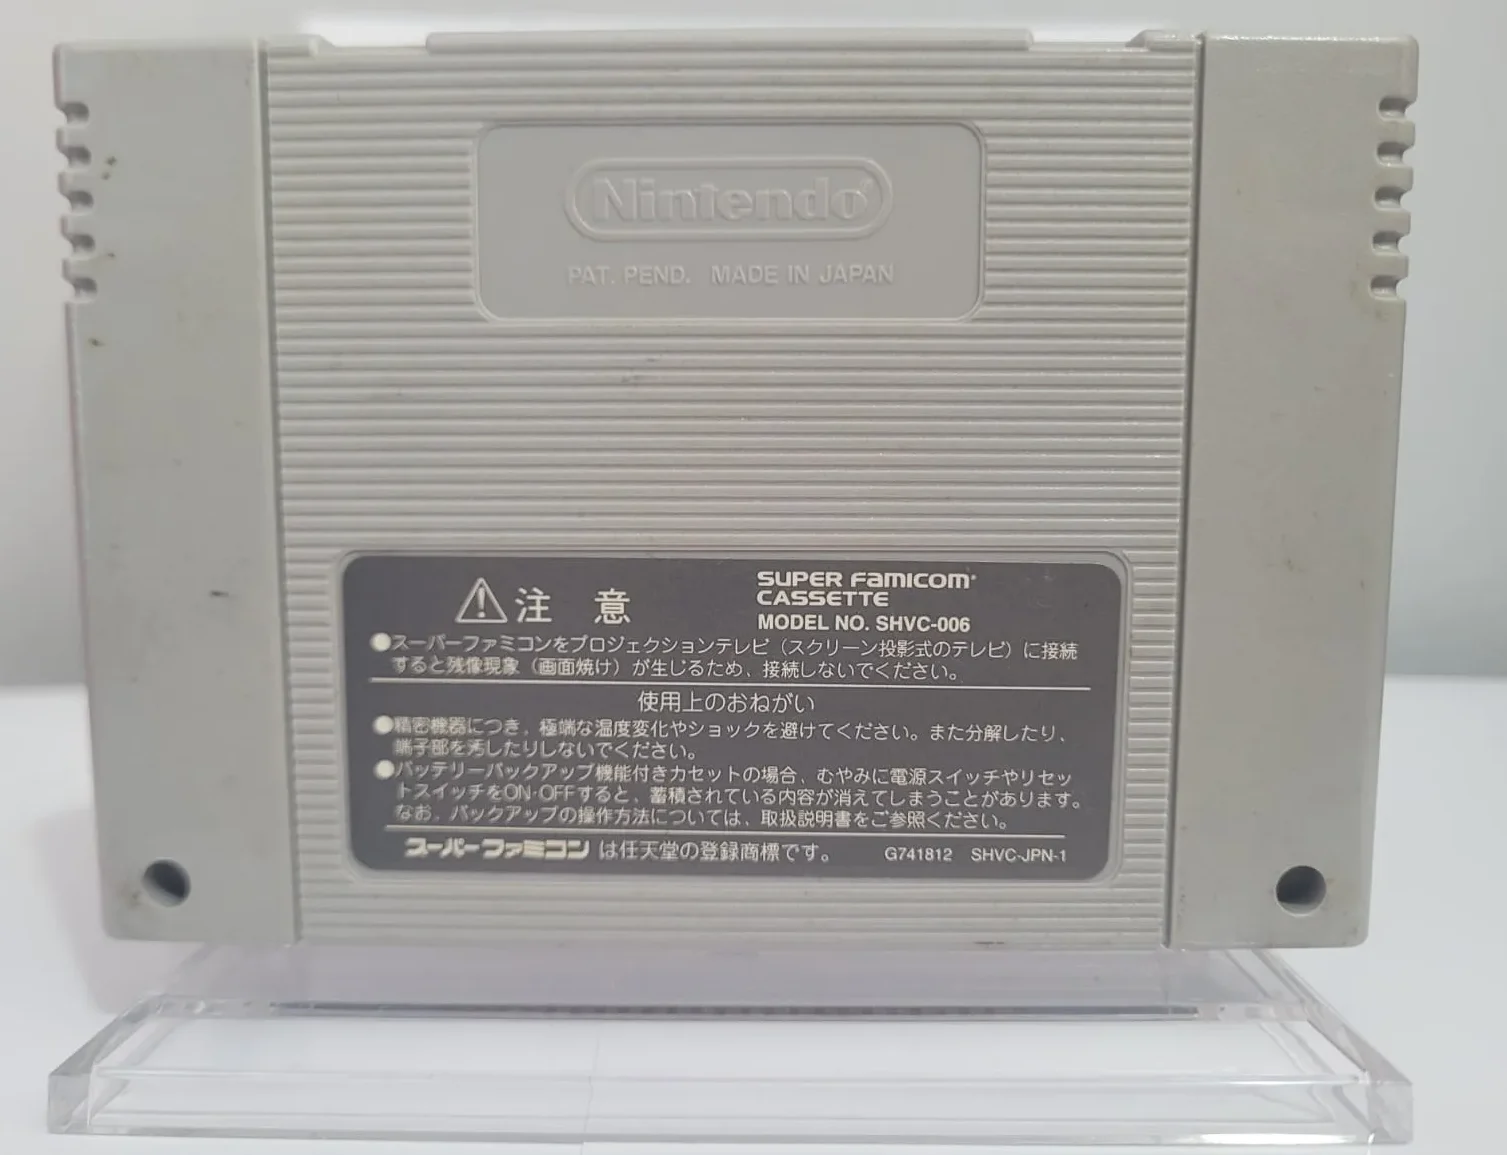 Nintendo®
PAT. PEND. MADE IN JAPAN
⚠注 意
SUPER FAMICOM®
CASSETTE
MODEL NO. SHVC-006
●スーパーファミコンをプロジェクションテレビ（スクリーン投影式のテレビ）に接続
すると残像現象（画面焼け）が生じるため、接続しないでください。
使用上のおねがい
●精密機器につき、極端な温度変化やショックを避けてください。また分解したり、
端子部を汚したりしないでください。
●バッテリーバックアップ機能付きカセットの場合、むやみに電源スイッチやリセッ
トスイッチをON・OFFすると、蓄積されている内容が消えてしまうことがあります。
なお、バックアップの操作方法については、取扱説明書をご参照ください。
スーパーファミコン は任天堂の登録商標です。 G741812 SHVC-JPN-1